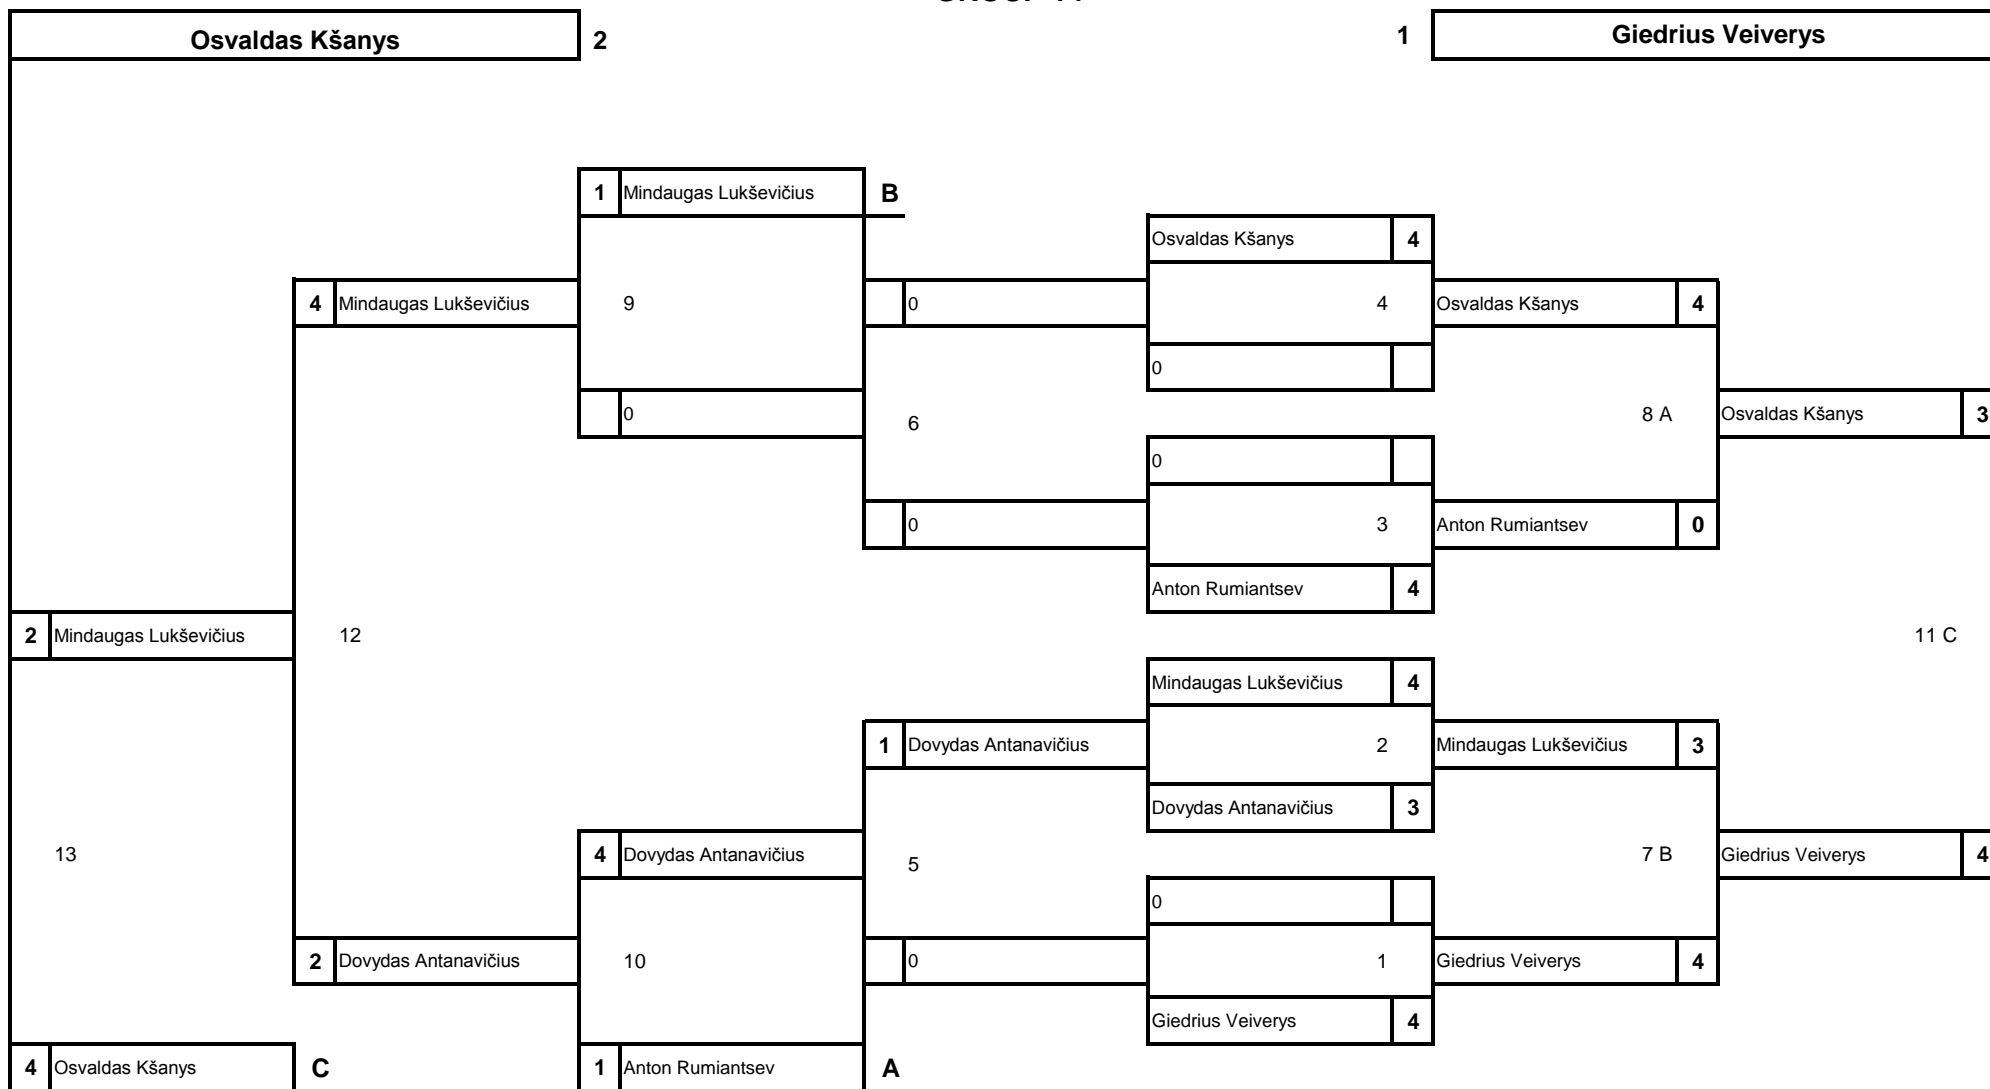 Osvaldas Kšanys 2 1 Giedrius Veiverys
1 Mindaugas Lukševičius B
Osvaldas Kšanys 4
4 Mindaugas Lukševičius 9 0 4 Osvaldas Kšanys 4
0
0 6 8 A Osvaldas Kšanys 3
0
0 3 Anton Rumiantsev 0
Anton Rumiantsev 4
2 Mindaugas Lukševičius 12 11 C
Mindaugas Lukševičius 4
1 Dovydas Antanavičius 2 Mindaugas Lukševičius 3
Dovydas Antanavičius 3
13 4 Dovydas Antanavičius 5 7 B Giedrius Veiverys 4
0
2 Dovydas Antanavičius 10 0 1 Giedrius Veiverys 4
Giedrius Veiverys 4
4 Osvaldas Kšanys C 1 Anton Rumiantsev A